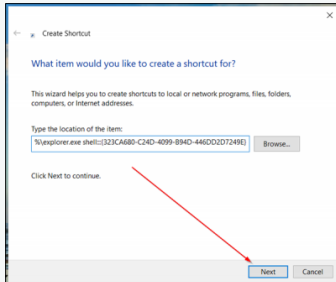 Create Shortcut
What item would you like to create a shortcut for?
This wizard helps you to create shortcuts to local or network programs, files, folders,
computers, or Internet addresses.
Type the location of the item:
%\explorer.exe shell:::{323CA680-C24D-4099-B94D-446DD2D7249E}
Browse...
Click Next to continue.
Next
Cancel